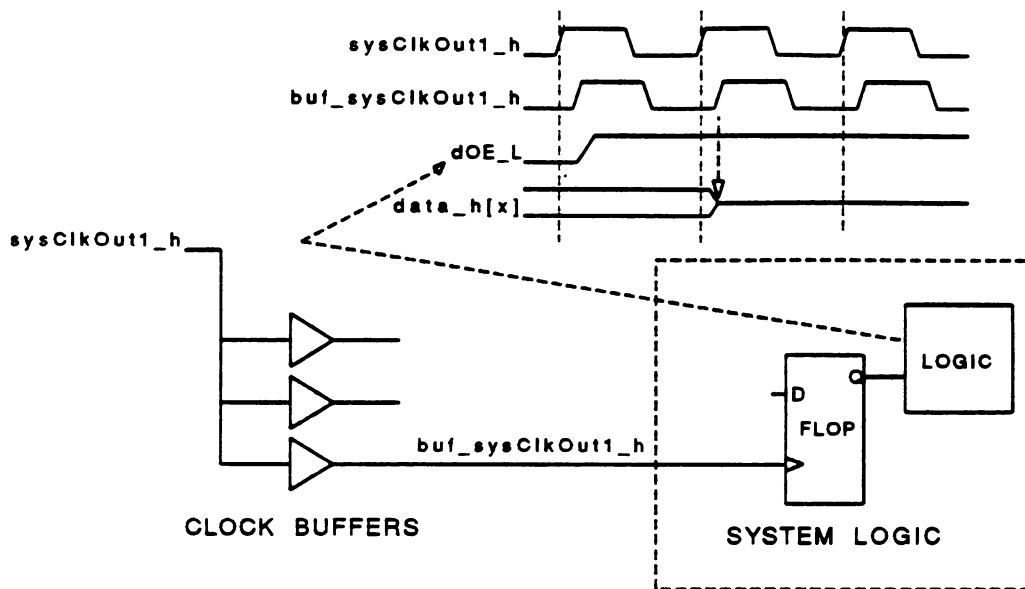 sysClkOut1_h
buf_sysClkOut1_h
dOE_L
data_h[x]
sysClkOut1_h
LOGIC
D
FLOP
buf_sysClkOut1_h
CLOCK BUFFERS
SYSTEM LOGIC